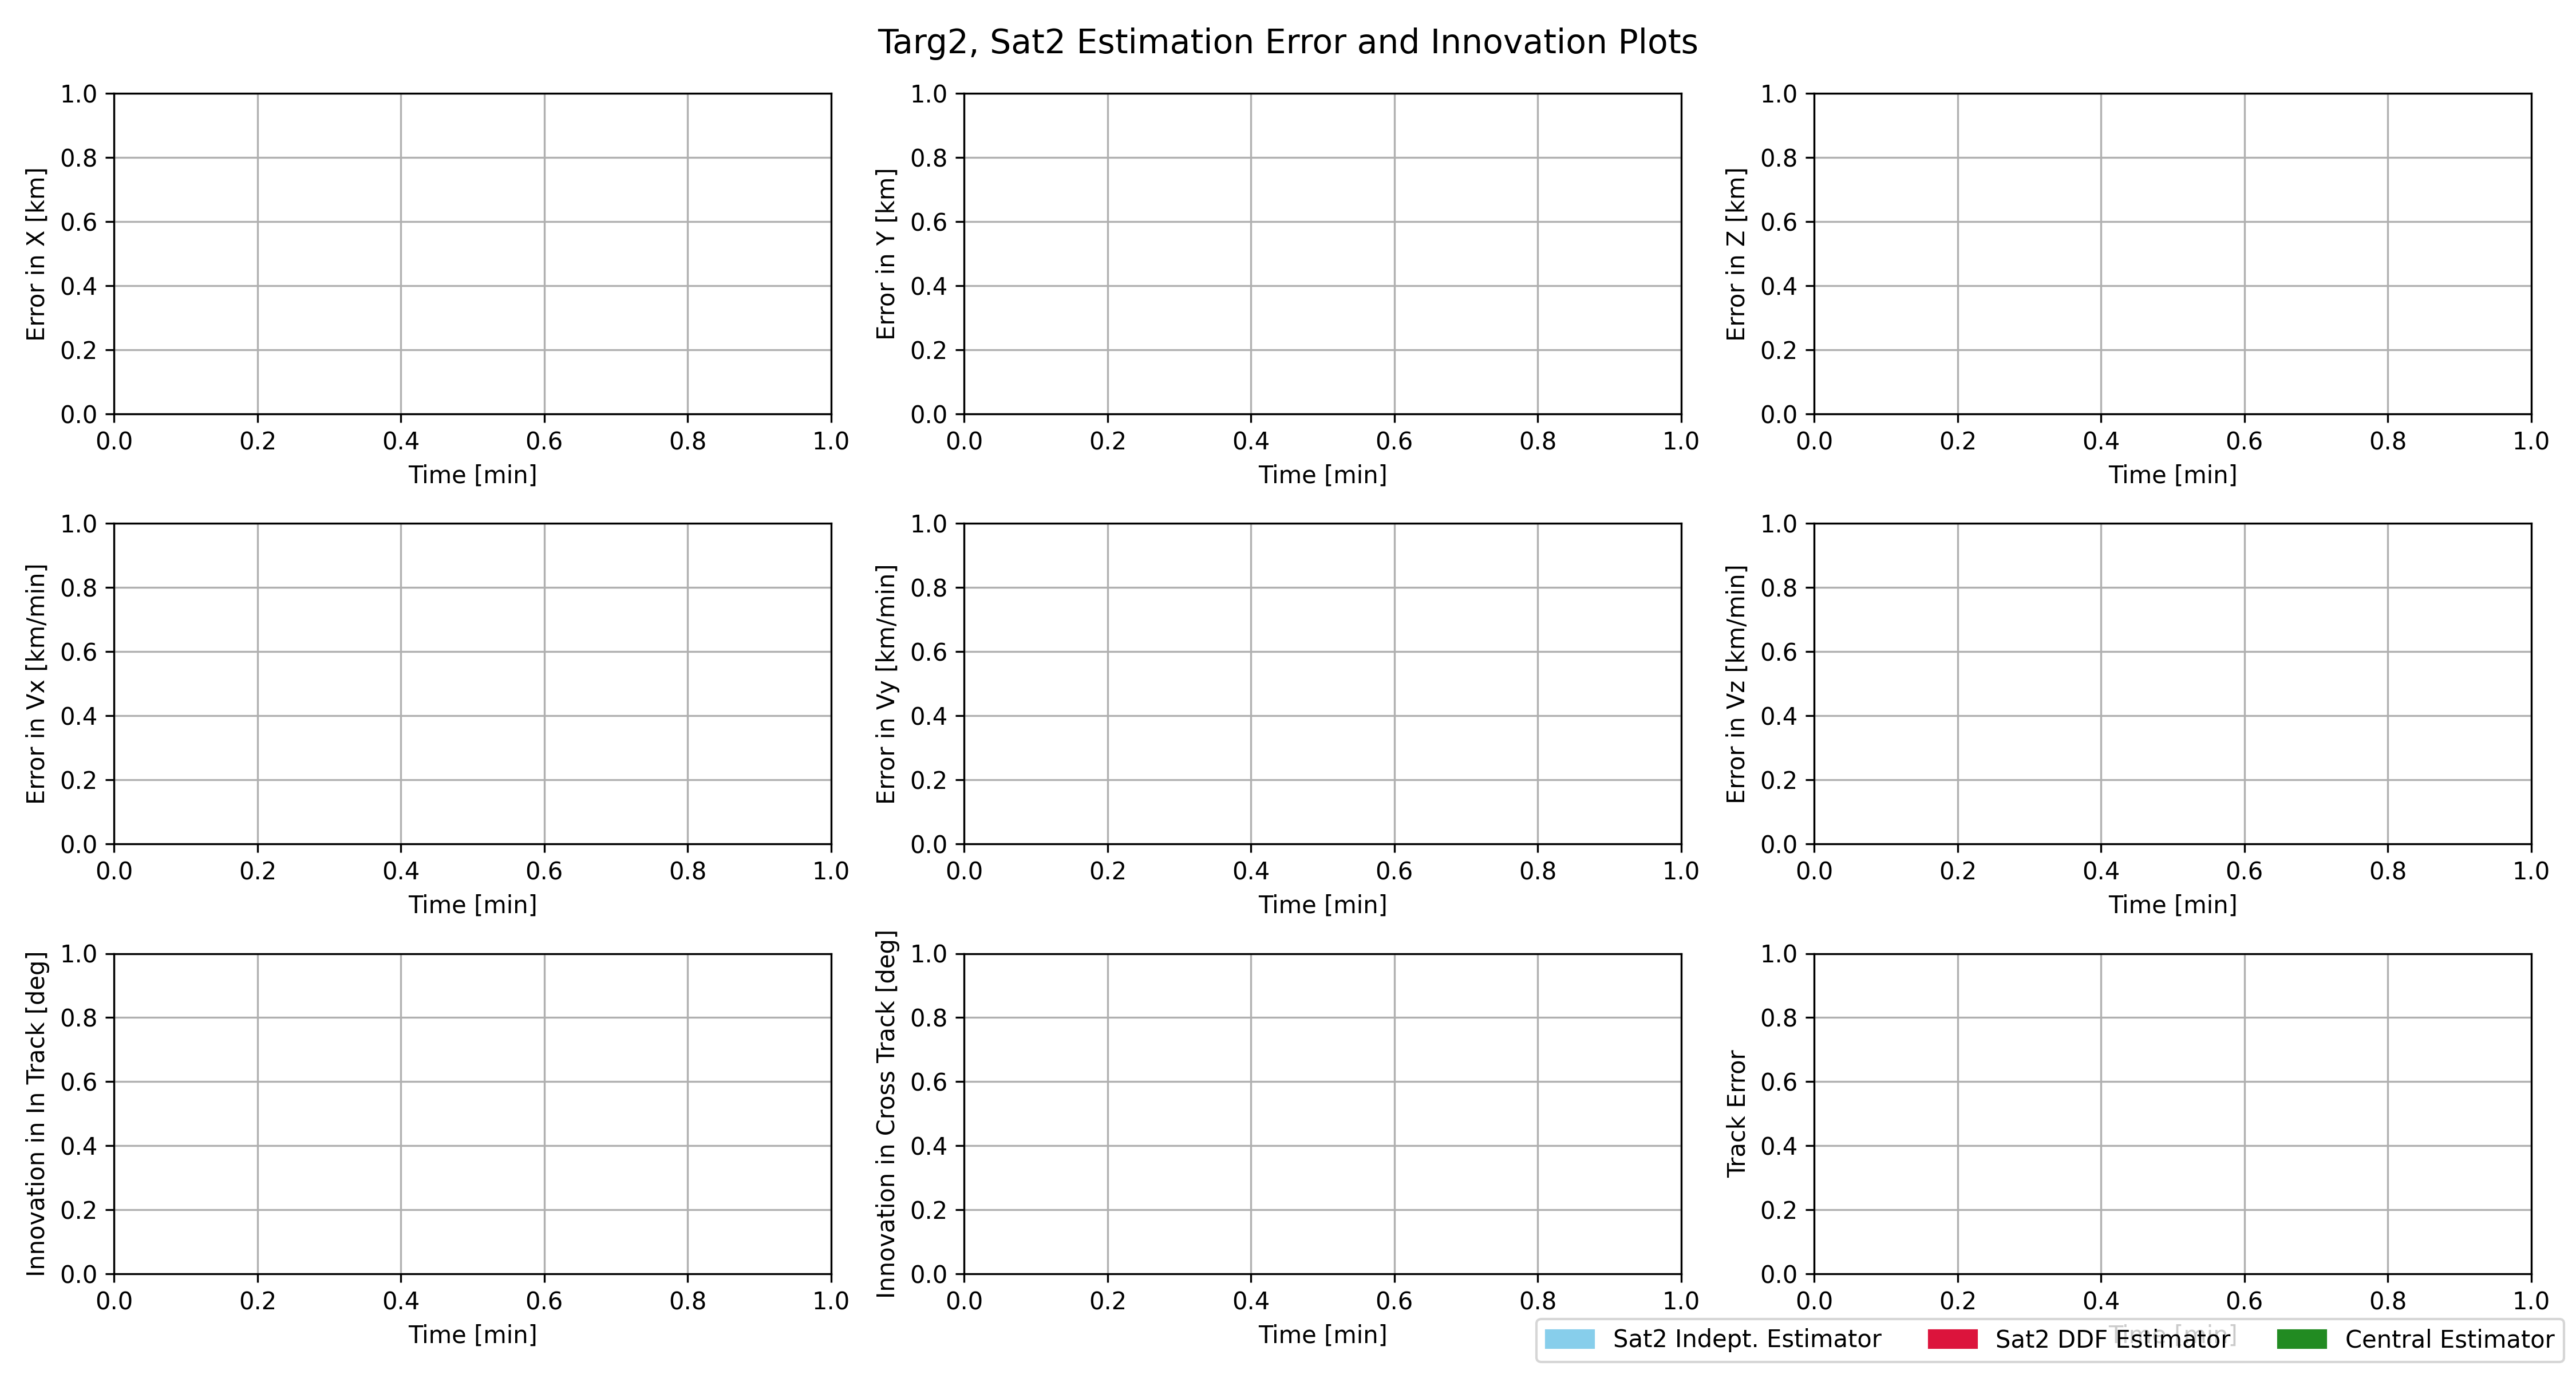 Targ2, Sat2 Estimation Error and Innovation Plots
Error in X [km]
1.0
0.8
0.6
0.4
0.2
0.0
0.0 0.2 0.4 0.6 0.8 1.0
Time [min]
Error in Y [km]
1.0
0.8
0.6
0.4
0.2
0.0
0.0 0.2 0.4 0.6 0.8 1.0
Time [min]
Error in Z [km]
1.0
0.8
0.6
0.4
0.2
0.0
0.0 0.2 0.4 0.6 0.8 1.0
Time [min]
Error in Vx [km/min]
1.0
0.8
0.6
0.4
0.2
0.0
0.0 0.2 0.4 0.6 0.8 1.0
Time [min]
Error in Vy [km/min]
1.0
0.8
0.6
0.4
0.2
0.0
0.0 0.2 0.4 0.6 0.8 1.0
Time [min]
Error in Vz [km/min]
1.0
0.8
0.6
0.4
0.2
0.0
0.0 0.2 0.4 0.6 0.8 1.0
Time [min]
Innovation in In Track [deg]
1.0
0.8
0.6
0.4
0.2
0.0
0.0 0.2 0.4 0.6 0.8 1.0
Time [min]
Innovation in Cross Track [deg]
1.0
0.8
0.6
0.4
0.2
0.0
0.0 0.2 0.4 0.6 0.8 1.0
Time [min]
Track Error
1.0
0.8
0.6
0.4
0.2
0.0
0.0 0.2 0.4 0.6 0.8 1.0
Time [min]
Sat2 Indept. Estimator
Sat2 DDF Estimator
Central Estimator